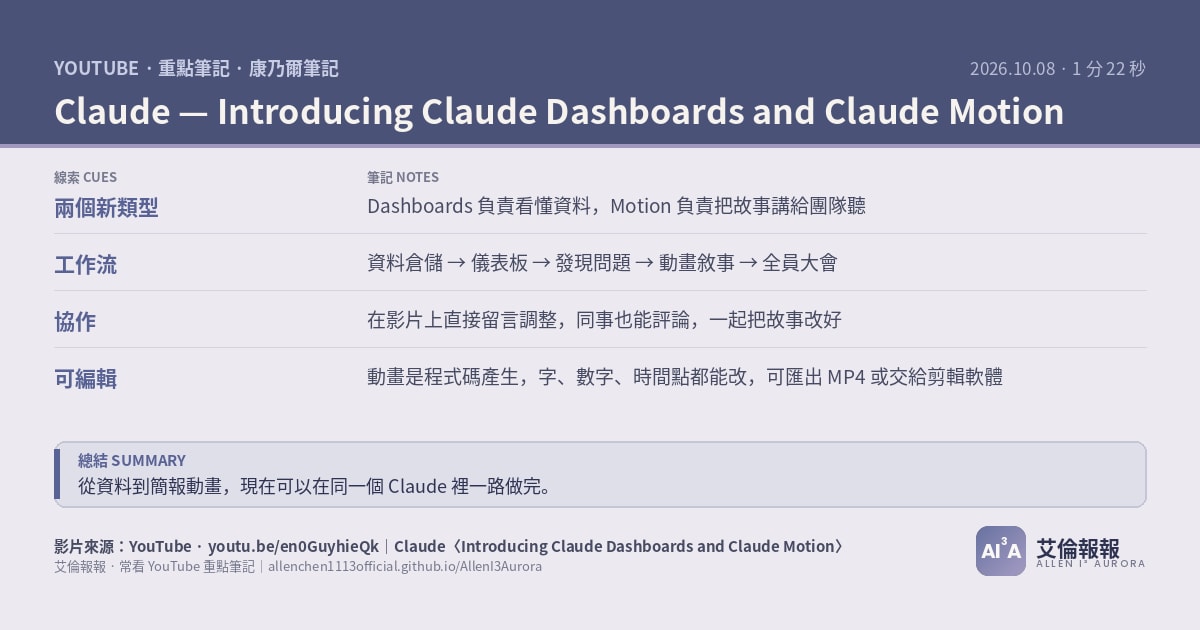 YOUTUBE · 重點筆記 · 康乃爾筆記
2026.10.08 · 1 分 22 秒
Claude — Introducing Claude Dashboards and Claude Motion
線索 CUES
筆記 NOTES
兩個新類型
Dashboards 負責看懂資料，Motion 負責把故事講給團隊聽
工作流
資料倉儲 → 儀表板 → 發現問題 → 動畫敘事 → 全員大會
協作
在影片上直接留言調整，同事也能評論，一起把故事改好
可編輯
動畫是程式碼產生，字、數字、時間點都能改，可匯出 MP4 或交給剪輯軟體
總結 SUMMARY
從資料到簡報動畫，現在可以在同一個 Claude 裡一路做完。
影片來源：YouTube · youtu.be/en0GuyhieQk｜Claude〈Introducing Claude Dashboards and Claude Motion〉
艾倫報報 · 常看 YouTube 重點筆記｜allenchen1113official.github.io/AllenI3Aurora
AI³A
艾倫報報
ALLEN I³ AURORA